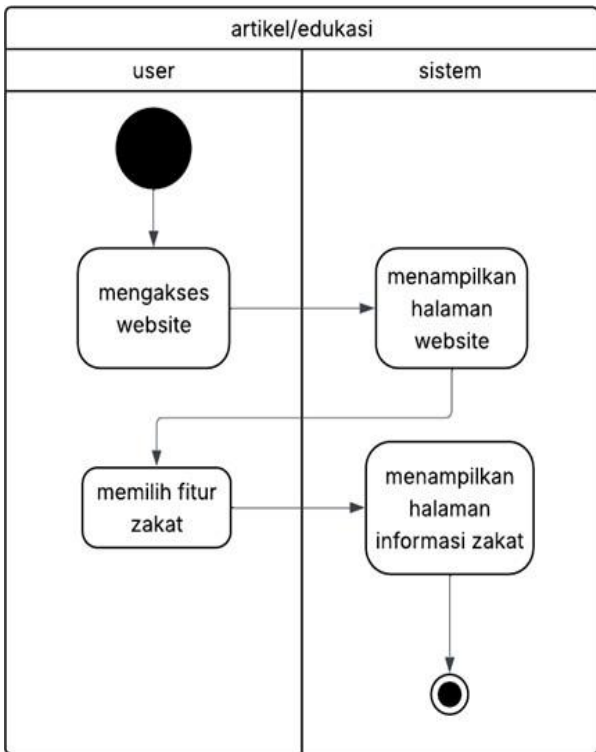 artikel/edukasi
user
sistem
mengakses
website
menampilkan
halaman
website
memilih fitur
zakat
menampilkan
halaman
informasi zakat